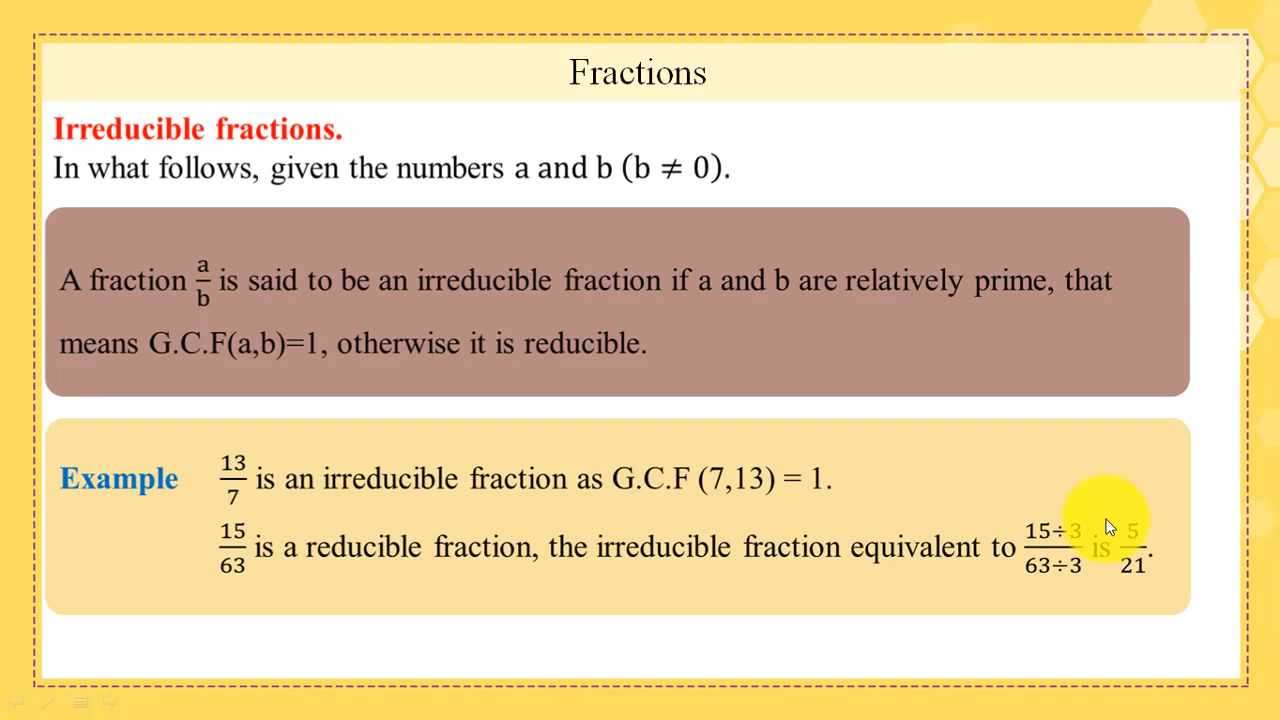 Fractions
Irreducible fractions.
In what follows, given the numbers a and b (b ≠ 0).
A fraction a/b is said to be an irreducible fraction if a and b are relatively prime, that
means G.C.F(a,b)=1, otherwise it is reducible.
Example 13/7 is an irreducible fraction as G.C.F (7,13) = 1.
15/63 is a reducible fraction, the irreducible fraction equivalent to 15÷3/63÷3 is 5/21.